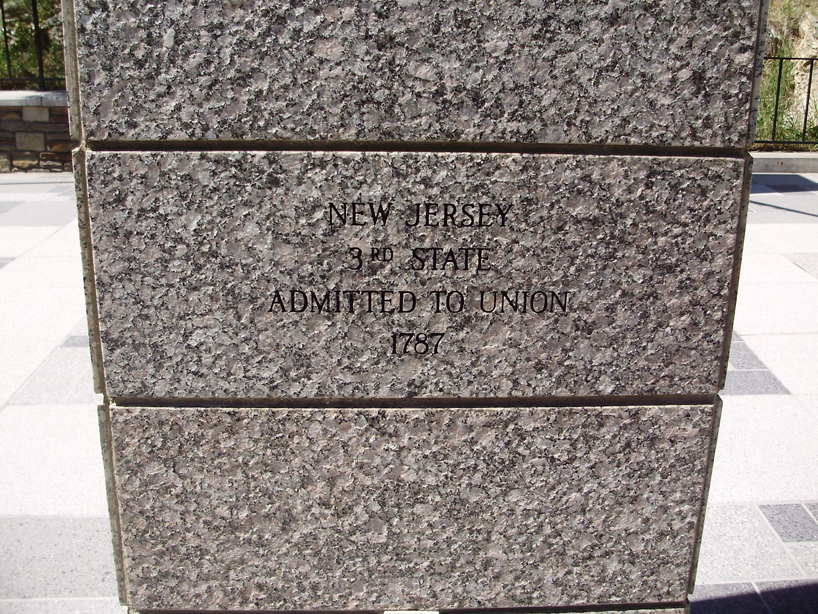 NEW JERSEY
3RD STATE
ADMITTED TO UNION
1787